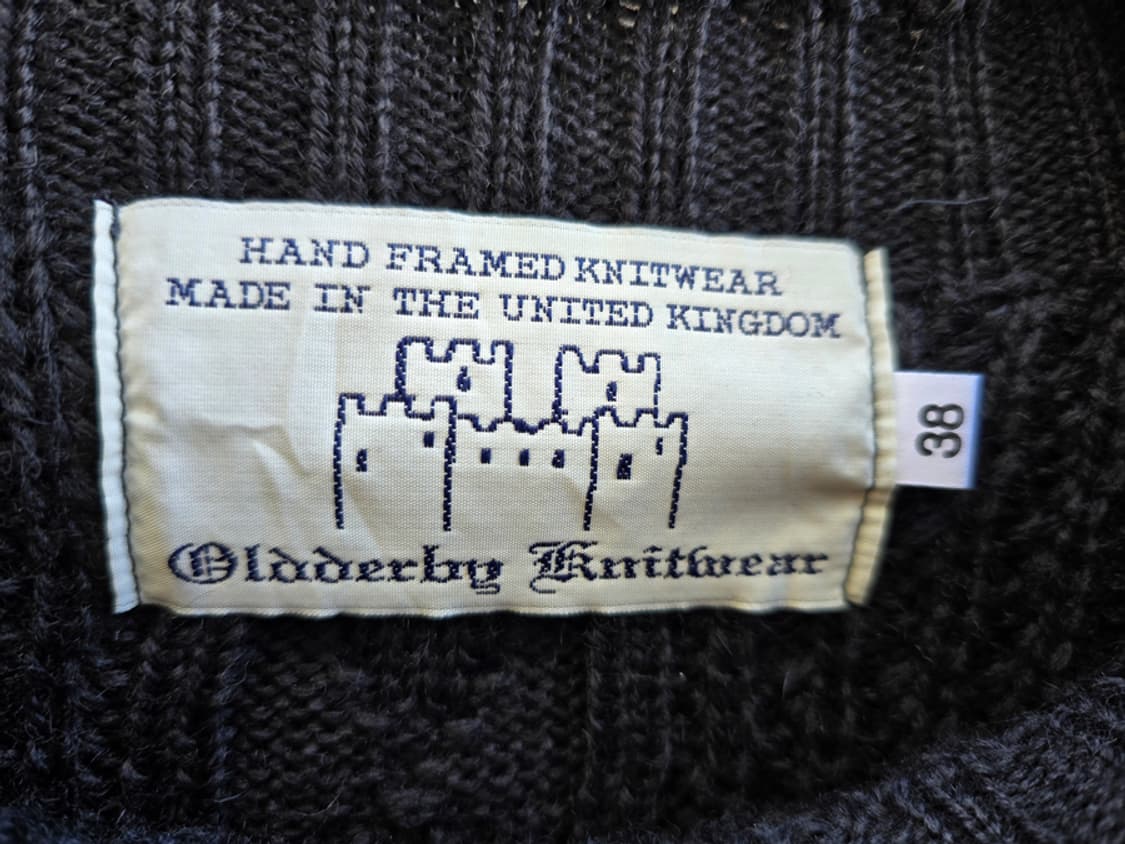 HAND FRAMED KNITWEAR
MADE IN THE UNITED KINGDOM
Oldderby Knitwear
38